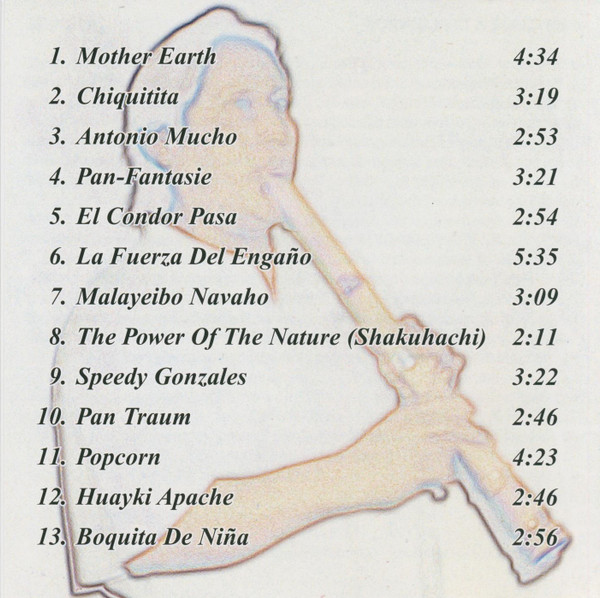 1. Mother Earth 4:34
2. Chiquitita 3:19
3. Antonio Mucho 2:53
4. Pan-Fantasie 3:21
5. El Condor Pasa 2:54
6. La Fuerza Del Engaño 5:35
7. Malayeibo Navaho 3:09
8. The Power Of The Nature (Shakuhachi) 2:11
9. Speedy Gonzales 3:22
10. Pan Traum 2:46
11. Popcorn 4:23
12. Huayki Apache 2:46
13. Boquita De Niña 2:56